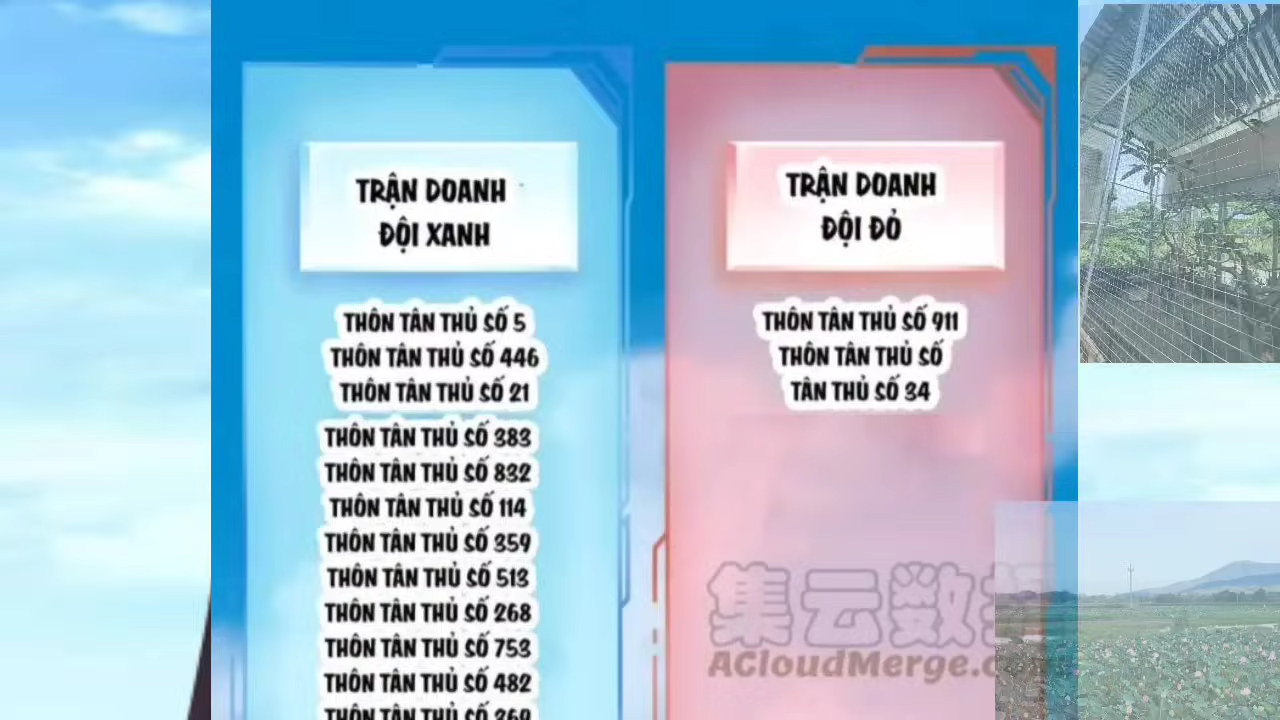 TRẬN DOANH
ĐỘI XANH
THÔN TÂN THỦ SỐ 5
THÔN TÂN THỦ SỐ 446
THÔN TÂN THỦ SỐ 21
THÔN TÂN THỦ SỐ 383
THÔN TÂN THỦ SỐ 832
THÔN TÂN THỦ SỐ 114
THÔN TÂN THỦ SỐ 359
THÔN TÂN THỦ SỐ 513
THÔN TÂN THỦ SỐ 268
THÔN TÂN THỦ SỐ 753
THÔN TÂN THỦ SỐ 482
THÔN TÂN THỦ SỐ
TRẬN DOANH
ĐỘI ĐỎ
THÔN TÂN THỦ SỐ 911
THÔN TÂN THỦ SỐ
TÂN THỦ SỐ 34
集云数
ACloudMerge.c